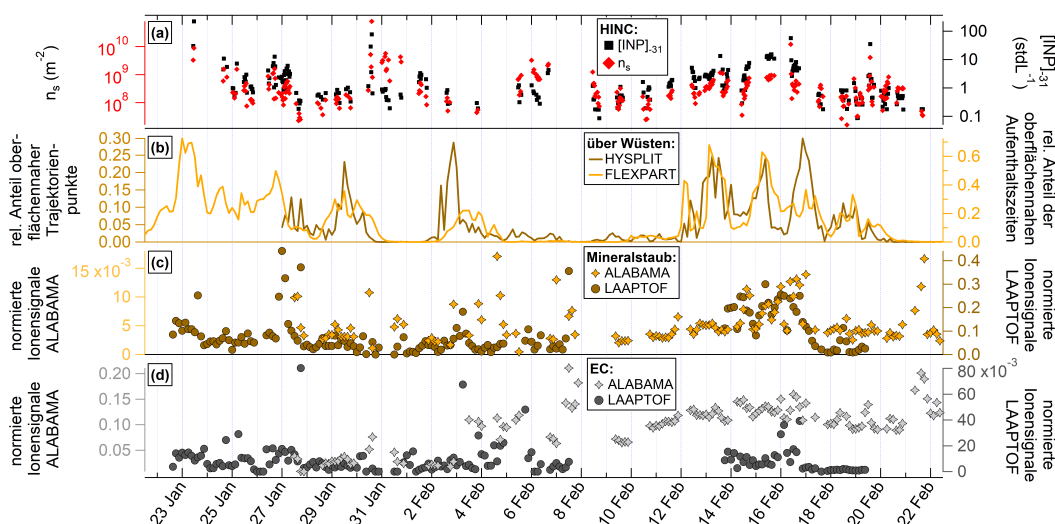 (a)
HINC:
[INP]-31
ns
ns (m-2)
10^10
10^9
10^8
100
10
1
0.1
[INP]-31
(stdL-1)
(b)
über Wüsten:
HYSPLIT
FLEXPART
rel. Anteil ober-
flächennaher
Trajektorien-
punkte
0.30
0.25
0.20
0.15
0.10
0.05
0.00
0.6
0.4
0.2
0.0
rel. Anteil der
oberflächennahen
Aufenthaltszeiten
(c)
Mineralstaub:
ALABAMA
LAAPTOF
normierte
Ionensignale
ALABAMA
15 x10^-3
10
5
0
0.4
0.3
0.2
0.1
0.0
normierte
Ionensignale
LAAPTOF
(d)
EC:
ALABAMA
LAAPTOF
normierte
Ionensignale
ALABAMA
0.20
0.15
0.10
0.05
80 x10^-3
60
40
20
0
normierte
Ionensignale
LAAPTOF
23 Jan
25 Jan
27 Jan
29 Jan
31 Jan
2 Feb
4 Feb
6 Feb
8 Feb
10 Feb
12 Feb
14 Feb
16 Feb
18 Feb
20 Feb
22 Feb